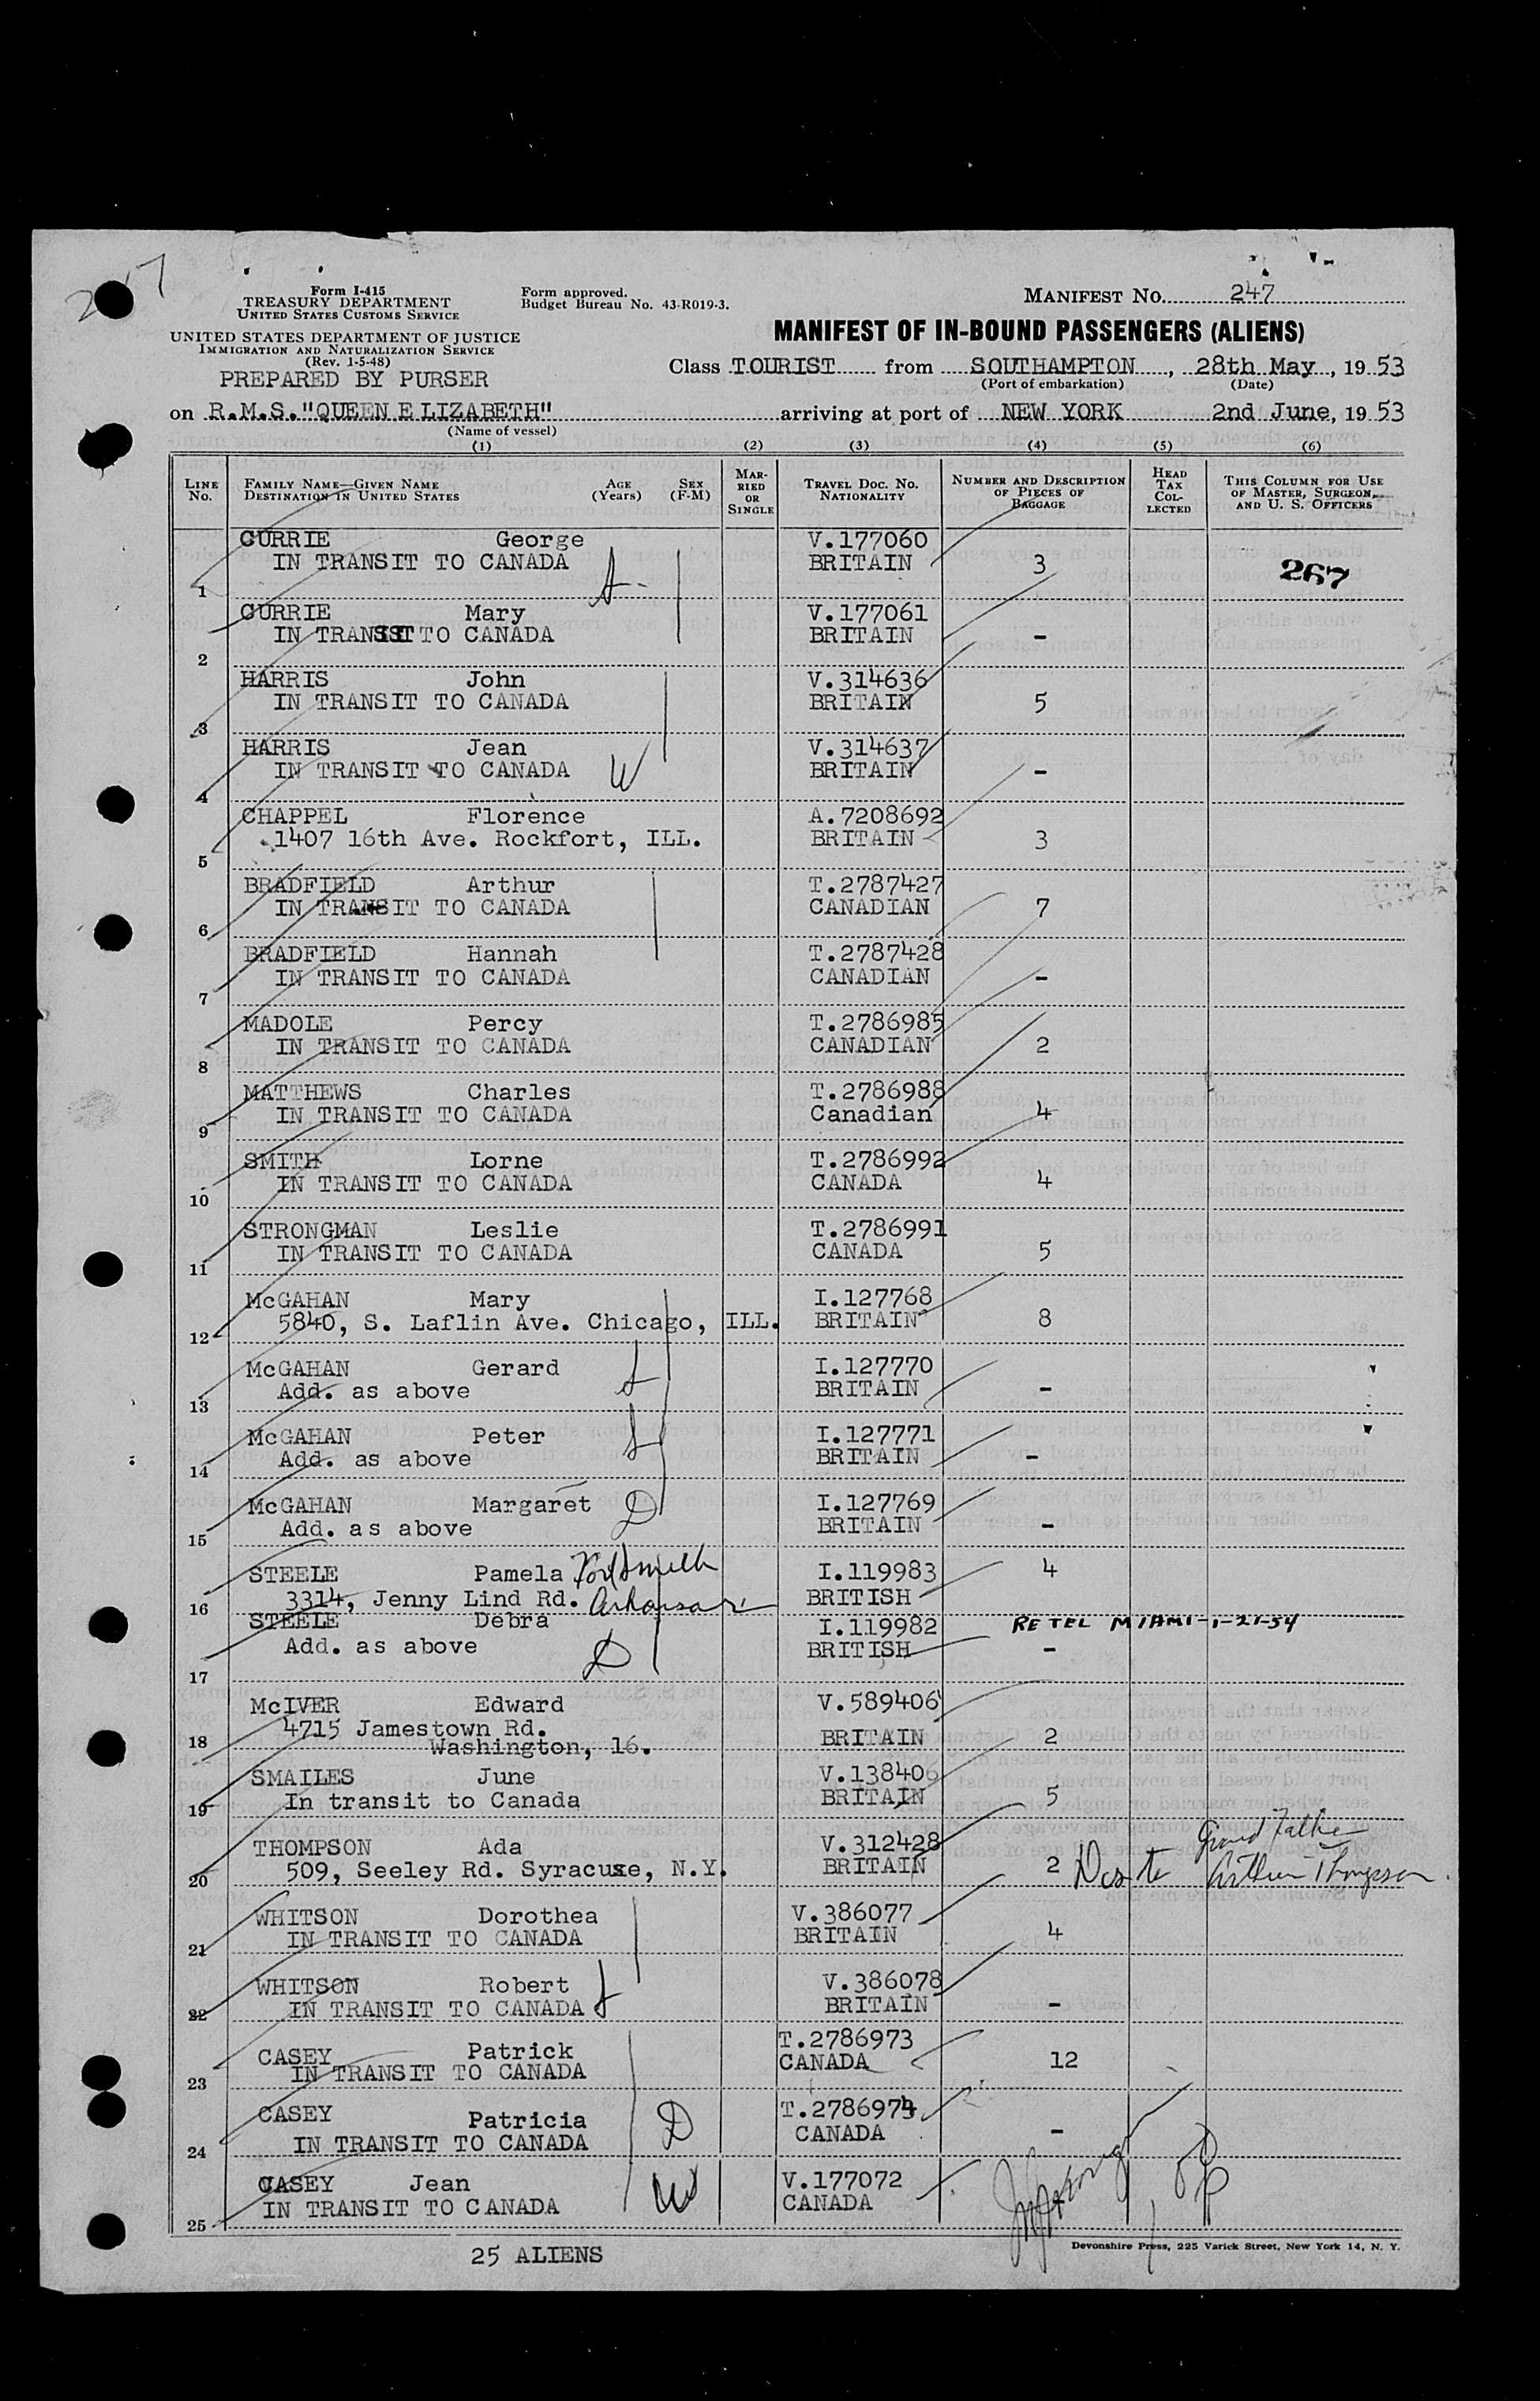 247
Form I-415
TREASURY DEPARTMENT
UNITED STATES CUSTOMS SERVICE
Form approved.
Budget Bureau No. 43-R019-3.
MANIFEST NO. 247
UNITED STATES DEPARTMENT OF JUSTICE
IMMIGRATION AND NATURALIZATION SERVICE
(Rev. 1-5-48)
PREPARED BY PURSER
MANIFEST OF IN-BOUND PASSENGERS (ALIENS)
Class TOURIST from SOUTHAMPTON, 28th May, 19 53
(Port of embarkation) (Date)
on R.M.S."QUEEN ELIZABETH" arriving at port of NEW YORK 2nd June, 19 53
(Name of vessel)
(1) (2) (3) (4) (5) (6)
LINE NO. FAMILY NAME—GIVEN NAME DESTINATION IN UNITED STATES AGE (Years) SEX (F-M) MARRIED OR SINGLE TRAVEL DOC. NO. NATIONALITY NUMBER AND DESCRIPTION OF PIECES OF BAGGAGE HEAD TAX COLLECTED THIS COLUMN FOR USE OF MASTER, SURGEON, AND U. S. OFFICERS
CURRIE George V.177060
1 IN TRANSIT TO CANADA BRITAIN 3 267
CURRIE Mary V.177061
2 IN TRANSIT TO CANADA BRITAIN -
HARRIS John V.314636
3 IN TRANSIT TO CANADA BRITAIN 5
HARRIS Jean V.314637
4 IN TRANSIT TO CANADA W BRITAIN -
CHAPPEL Florence A.7208692
5 1407 16th Ave. Rockfort, ILL. BRITAIN 3
BRADFIELD Arthur T.2787427
6 IN TRANSIT TO CANADA CANADIAN 7
BRADFIELD Hannah T.2787428
7 IN TRANSIT TO CANADA CANADIAN -
MADOLE Percy T.2786985
8 IN TRANSIT TO CANADA CANADIAN 2
MATTHEWS Charles T.2786988
9 IN TRANSIT TO CANADA Canadian 4
SMITH Lorne T.2786992
10 IN TRANSIT TO CANADA CANADA 4
STRONGMAN Leslie T.2786991
11 IN TRANSIT TO CANADA CANADA 5
McGAHAN Mary I.127768
12 5840, S. Laflin Ave. Chicago, ILL. BRITAIN 8
McGAHAN Gerard I.127770
13 Add. as above BRITAIN -
McGAHAN Peter I.127771
14 Add. as above BRITAIN -
McGAHAN Margaret D I.127769
15 Add. as above BRITAIN -
STEELE Pamela Fort Smith I.119983 4
16 3314, Jenny Lind Rd. Arkansas BRITISH
STEELE Debra I.119982 RE TEL MIAMI-1-21-54
17 Add. as above D BRITISH -
McIVER Edward V.589406
18 4715 Jamestown Rd. BRITAIN 2
Washington, 16.
SMAILES June V.138406
19 In transit to Canada BRITAIN 5
THOMPSON Ada V.312428 Grand Father
20 509, Seeley Rd. Syracuse, N.Y. BRITAIN 2 Des to Arthur Thompson
WHITSON Dorothea V.386077
21 IN TRANSIT TO CANADA BRITAIN 4
WHITSON Robert V.386078
22 IN TRANSIT TO CANADA BRITAIN -
CASEY Patrick T.2786973
23 IN TRANSIT TO CANADA CANADA 12
CASEY Patricia D T.2786974
24 IN TRANSIT TO CANADA CANADA -
CASEY Jean W V.177072
25 IN TRANSIT TO CANADA CANADA
25 ALIENS
Devonshire Press, 225 Varick Street, New York 14, N. Y.